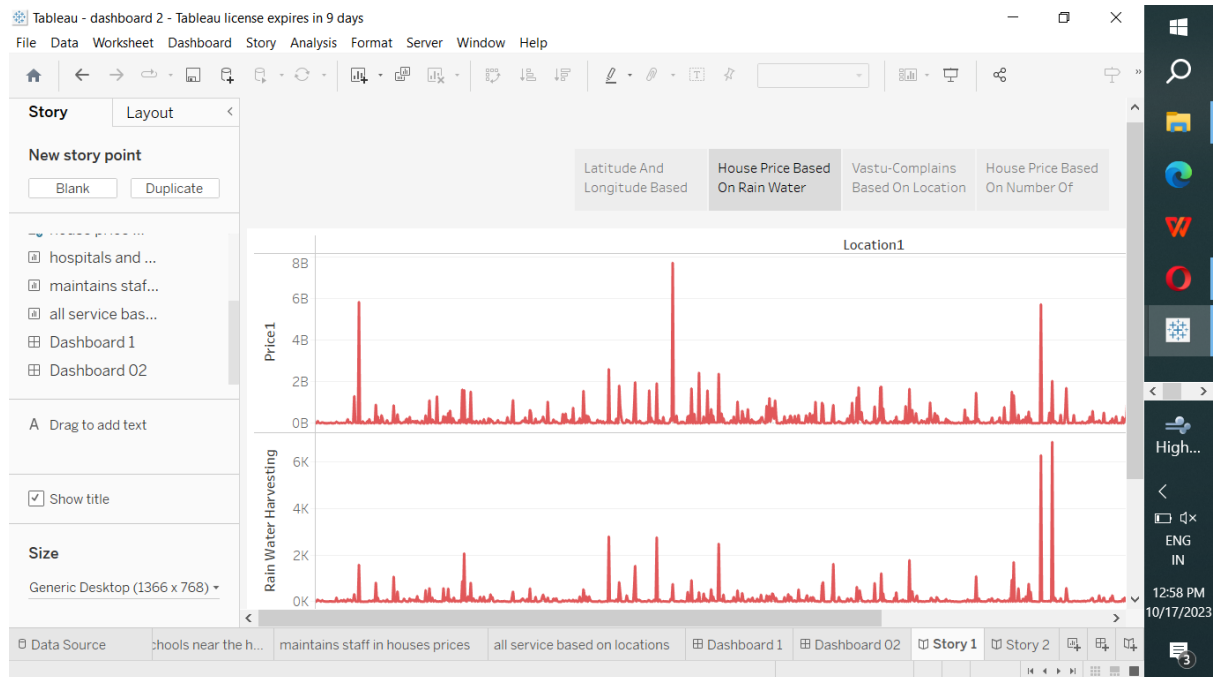 Tableau - dashboard 2 - Tableau license expires in 9 days
File Data Worksheet Dashboard Story Analysis Format Server Window Help
Story Layout
New story point
Blank Duplicate
hospitals and ...
maintains staf...
all service bas...
Dashboard 1
Dashboard 02
A Drag to add text
Show title
Size
Generic Desktop (1366 x 768)
Latitude And
Longitude Based
House Price Based
On Rain Water
Vastu-Complains
Based On Location
House Price Based
On Number Of
Location1
Price1
8B
6B
4B
2B
0B
Rain Water Harvesting
6K
4K
2K
0K
Data Source chools near the h... maintains staff in houses prices all service based on locations Dashboard 1 Dashboard 02 Story 1 Story 2
High...
ENG
IN
12:58 PM
10/17/2023
3